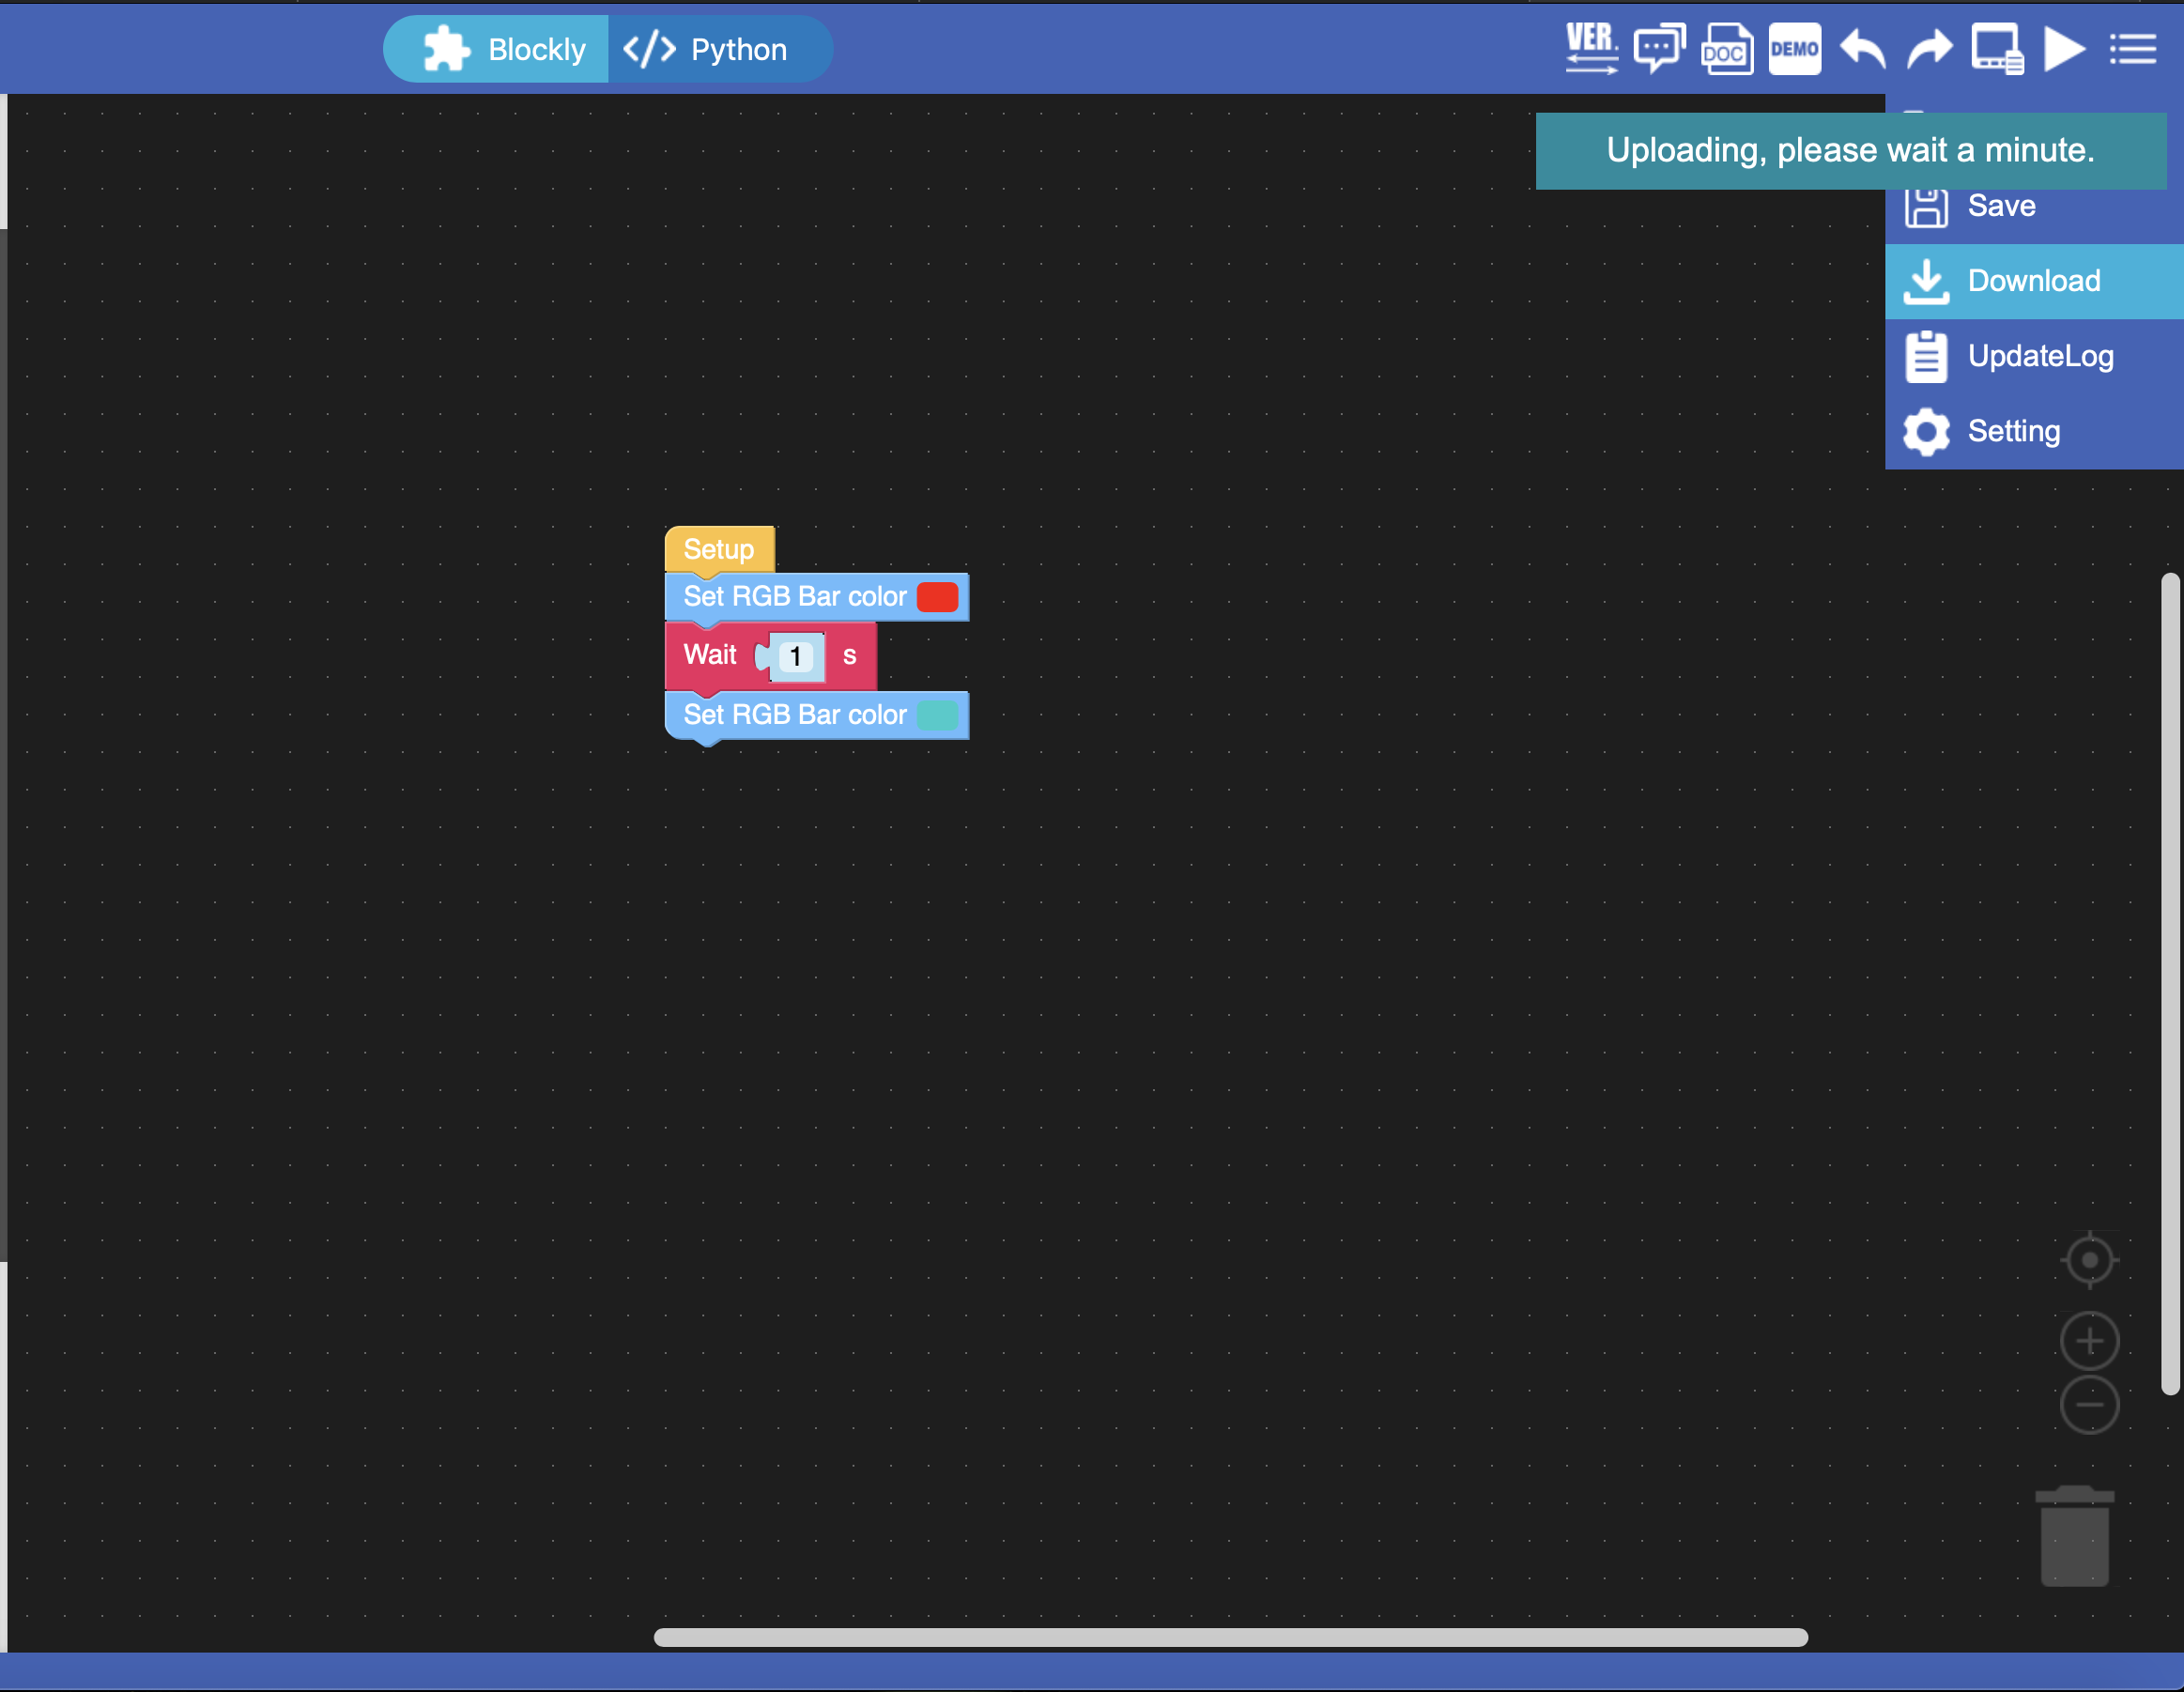 Blockly
</> Python
VER.
DOC
DEMO
Uploading, please wait a minute.
Save
Download
UpdateLog
Setting
Setup
Set RGB Bar color
Wait 1 s
Set RGB Bar color